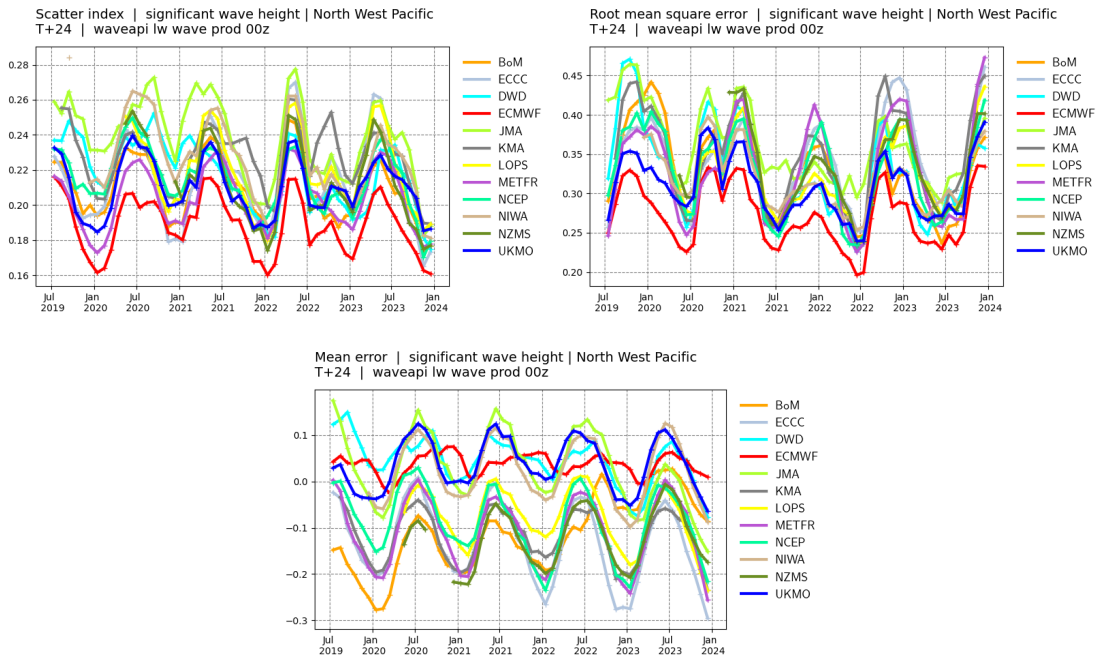 Scatter index | significant wave height | North West Pacific
T+24 | waveapi lw wave prod 00z
0.28
0.26
0.24
0.22
0.20
0.18
0.16
Jul Jan Jul Jan Jul Jan Jul Jan Jul Jan
2019 2020 2020 2021 2021 2022 2022 2023 2023 2024
BoM
ECCC
DWD
ECMWF
JMA
KMA
LOPS
METFR
NCEP
NIWA
NZMS
UKMO
Root mean square error | significant wave height | North West Pacific
T+24 | waveapi lw wave prod 00z
0.45
0.40
0.35
0.30
0.25
0.20
Jul Jan Jul Jan Jul Jan Jul Jan Jul Jan
2019 2020 2020 2021 2021 2022 2022 2023 2023 2024
BoM
ECCC
DWD
ECMWF
JMA
KMA
LOPS
METFR
NCEP
NIWA
NZMS
UKMO
Mean error | significant wave height | North West Pacific
T+24 | waveapi lw wave prod 00z
0.1
0.0
−0.1
−0.2
−0.3
Jul Jan Jul Jan Jul Jan Jul Jan Jul Jan
2019 2020 2020 2021 2021 2022 2022 2023 2023 2024
BoM
ECCC
DWD
ECMWF
JMA
KMA
LOPS
METFR
NCEP
NIWA
NZMS
UKMO